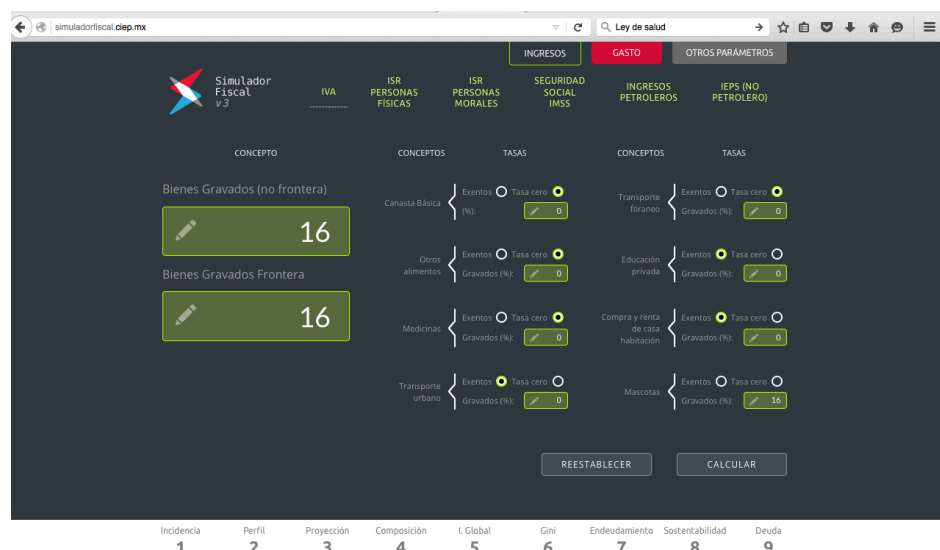 simuladorfiscal.ciep.mx
Ley de salud
INGRESOS
GASTO
OTROS PARÁMETROS
Simulador
Fiscal
v3
IVA
ISR
PERSONAS
FÍSICAS
ISR
PERSONAS
MORALES
SEGURIDAD
SOCIAL
IMSS
INGRESOS
PETROLEROS
IEPS (NO
PETROLERO)
CONCEPTO
CONCEPTOS
TASAS
CONCEPTOS
TASAS
Bienes Gravados (no frontera)
16
Bienes Gravados Frontera
16
Canasta Básica
Exentos Tasa cero
(%): 0
Otros
alimentos
Exentos Tasa cero
Gravados (%): 0
Medicinas
Exentos Tasa cero
Gravados (%): 0
Transporte
urbano
Exentos Tasa cero
Gravados (%): 0
Transporte
foraneo
Exentos Tasa cero
Gravados (%): 0
Educación
privada
Exentos Tasa cero
Gravados (%): 0
Compra y renta
de casa
habitación
Exentos Tasa cero
Gravados (%): 0
Mascotas
Exentos Tasa cero
Gravados (%): 16
REESTABLECER
CALCULAR
Incidencia Perfil Proyección Composición I. Global Gini Endeudamiento Sostentabilidad Deuda
1 2 3 4 5 6 7 8 9